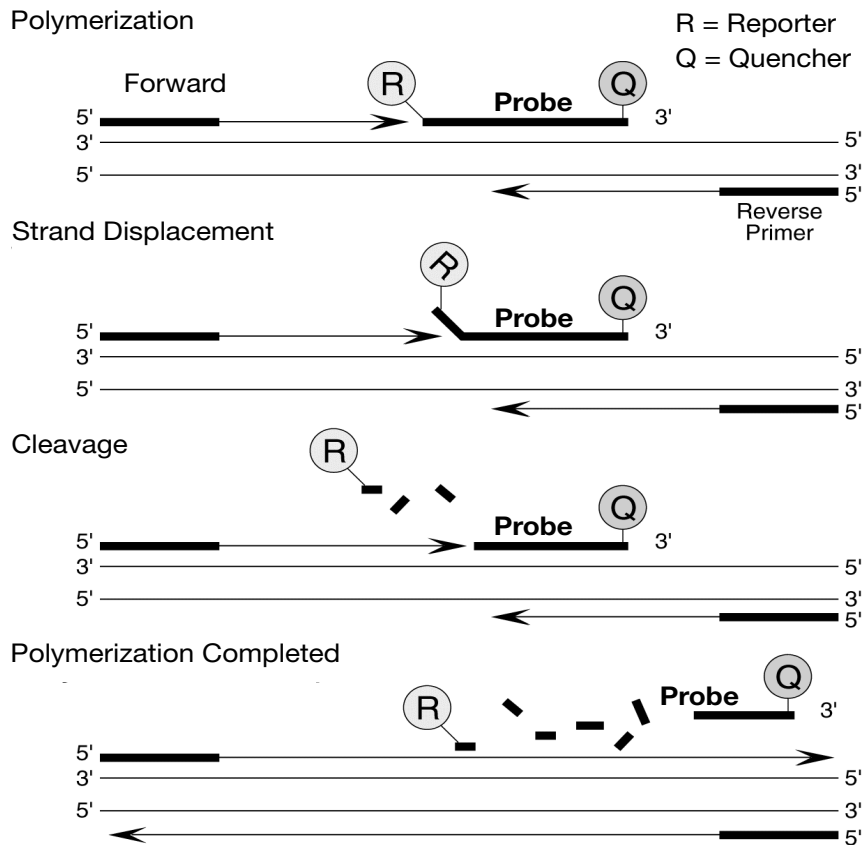 Polymerization
R = Reporter
Q = Quencher
Forward
R
Q
Probe
5'
3'
3'
5'
5'
3'
5'
Reverse
Primer
Strand Displacement
R
Q
Probe
5'
3'
3'
5'
5'
3'
5'
Cleavage
R
Q
Probe
5'
3'
3'
5'
5'
3'
5'
Polymerization Completed
R
Probe
Q
3'
5'
3'
5'
5'
3'
5'